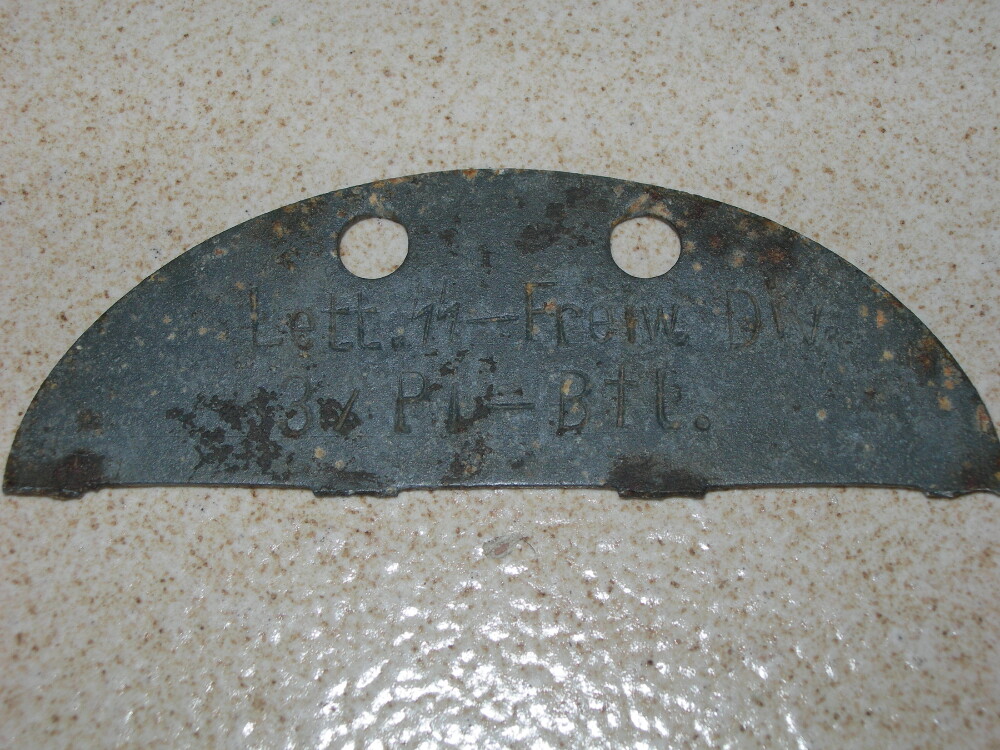 Lett.ᛋᛋ-Freiw. Div.
3./ Pi-Btl.